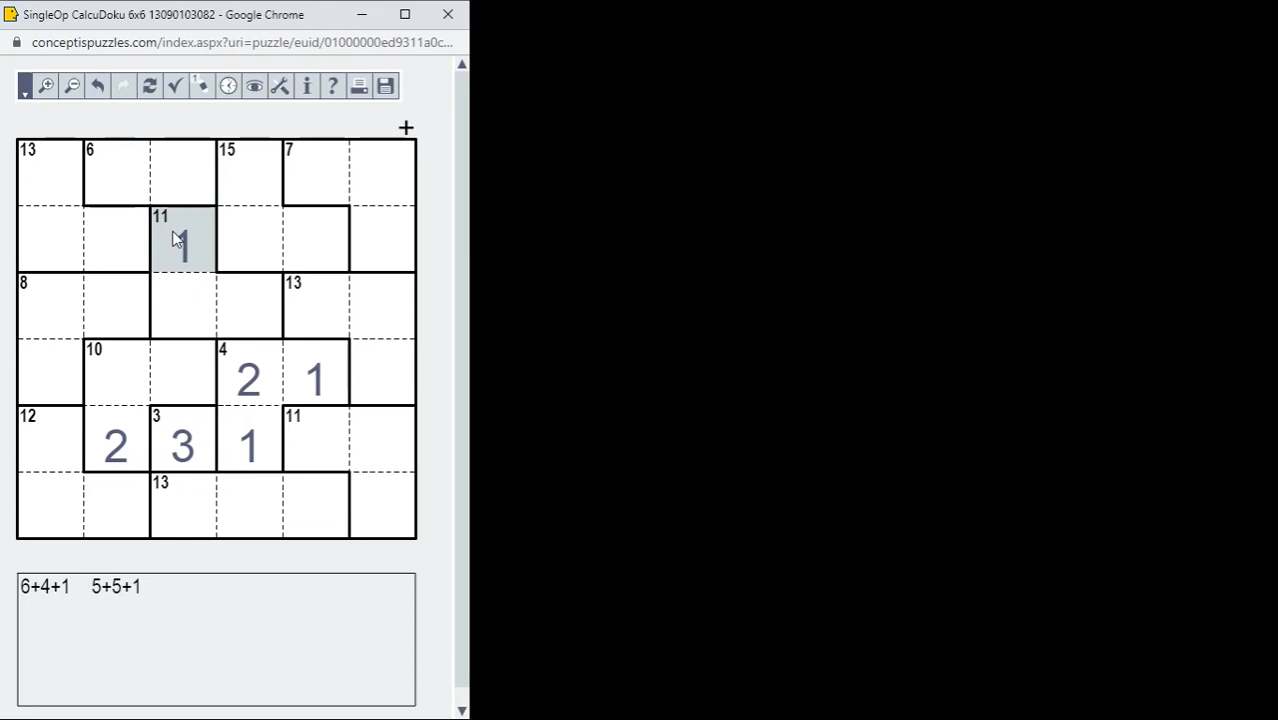 SingleOp CalcuDoku 6x6 13090103082 - Google Chrome
conceptispuzzles.com/index.aspx?uri=puzzle/euid/01000000ed9311a0c...
1
i ?
+
13 6 15 7
11
1
8 13
10 4
2 1
12 3 11
2 3 1
13
6+4+1 5+5+1